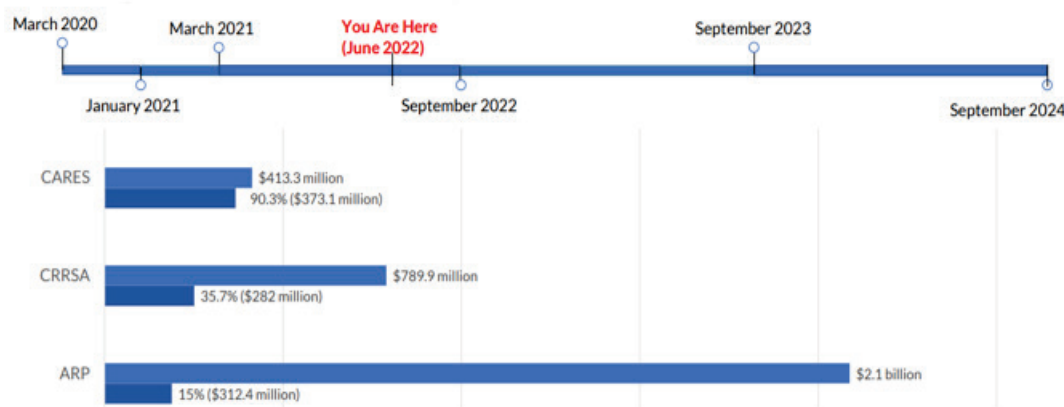 March 2020
March 2021
You Are Here
(June 2022)
September 2023
January 2021
September 2022
September 2024
CARES
$413.3 million
90.3% ($373.1 million)
CRRSA
$789.9 million
35.7% ($282 million)
ARP
$2.1 billion
15% ($312.4 million)